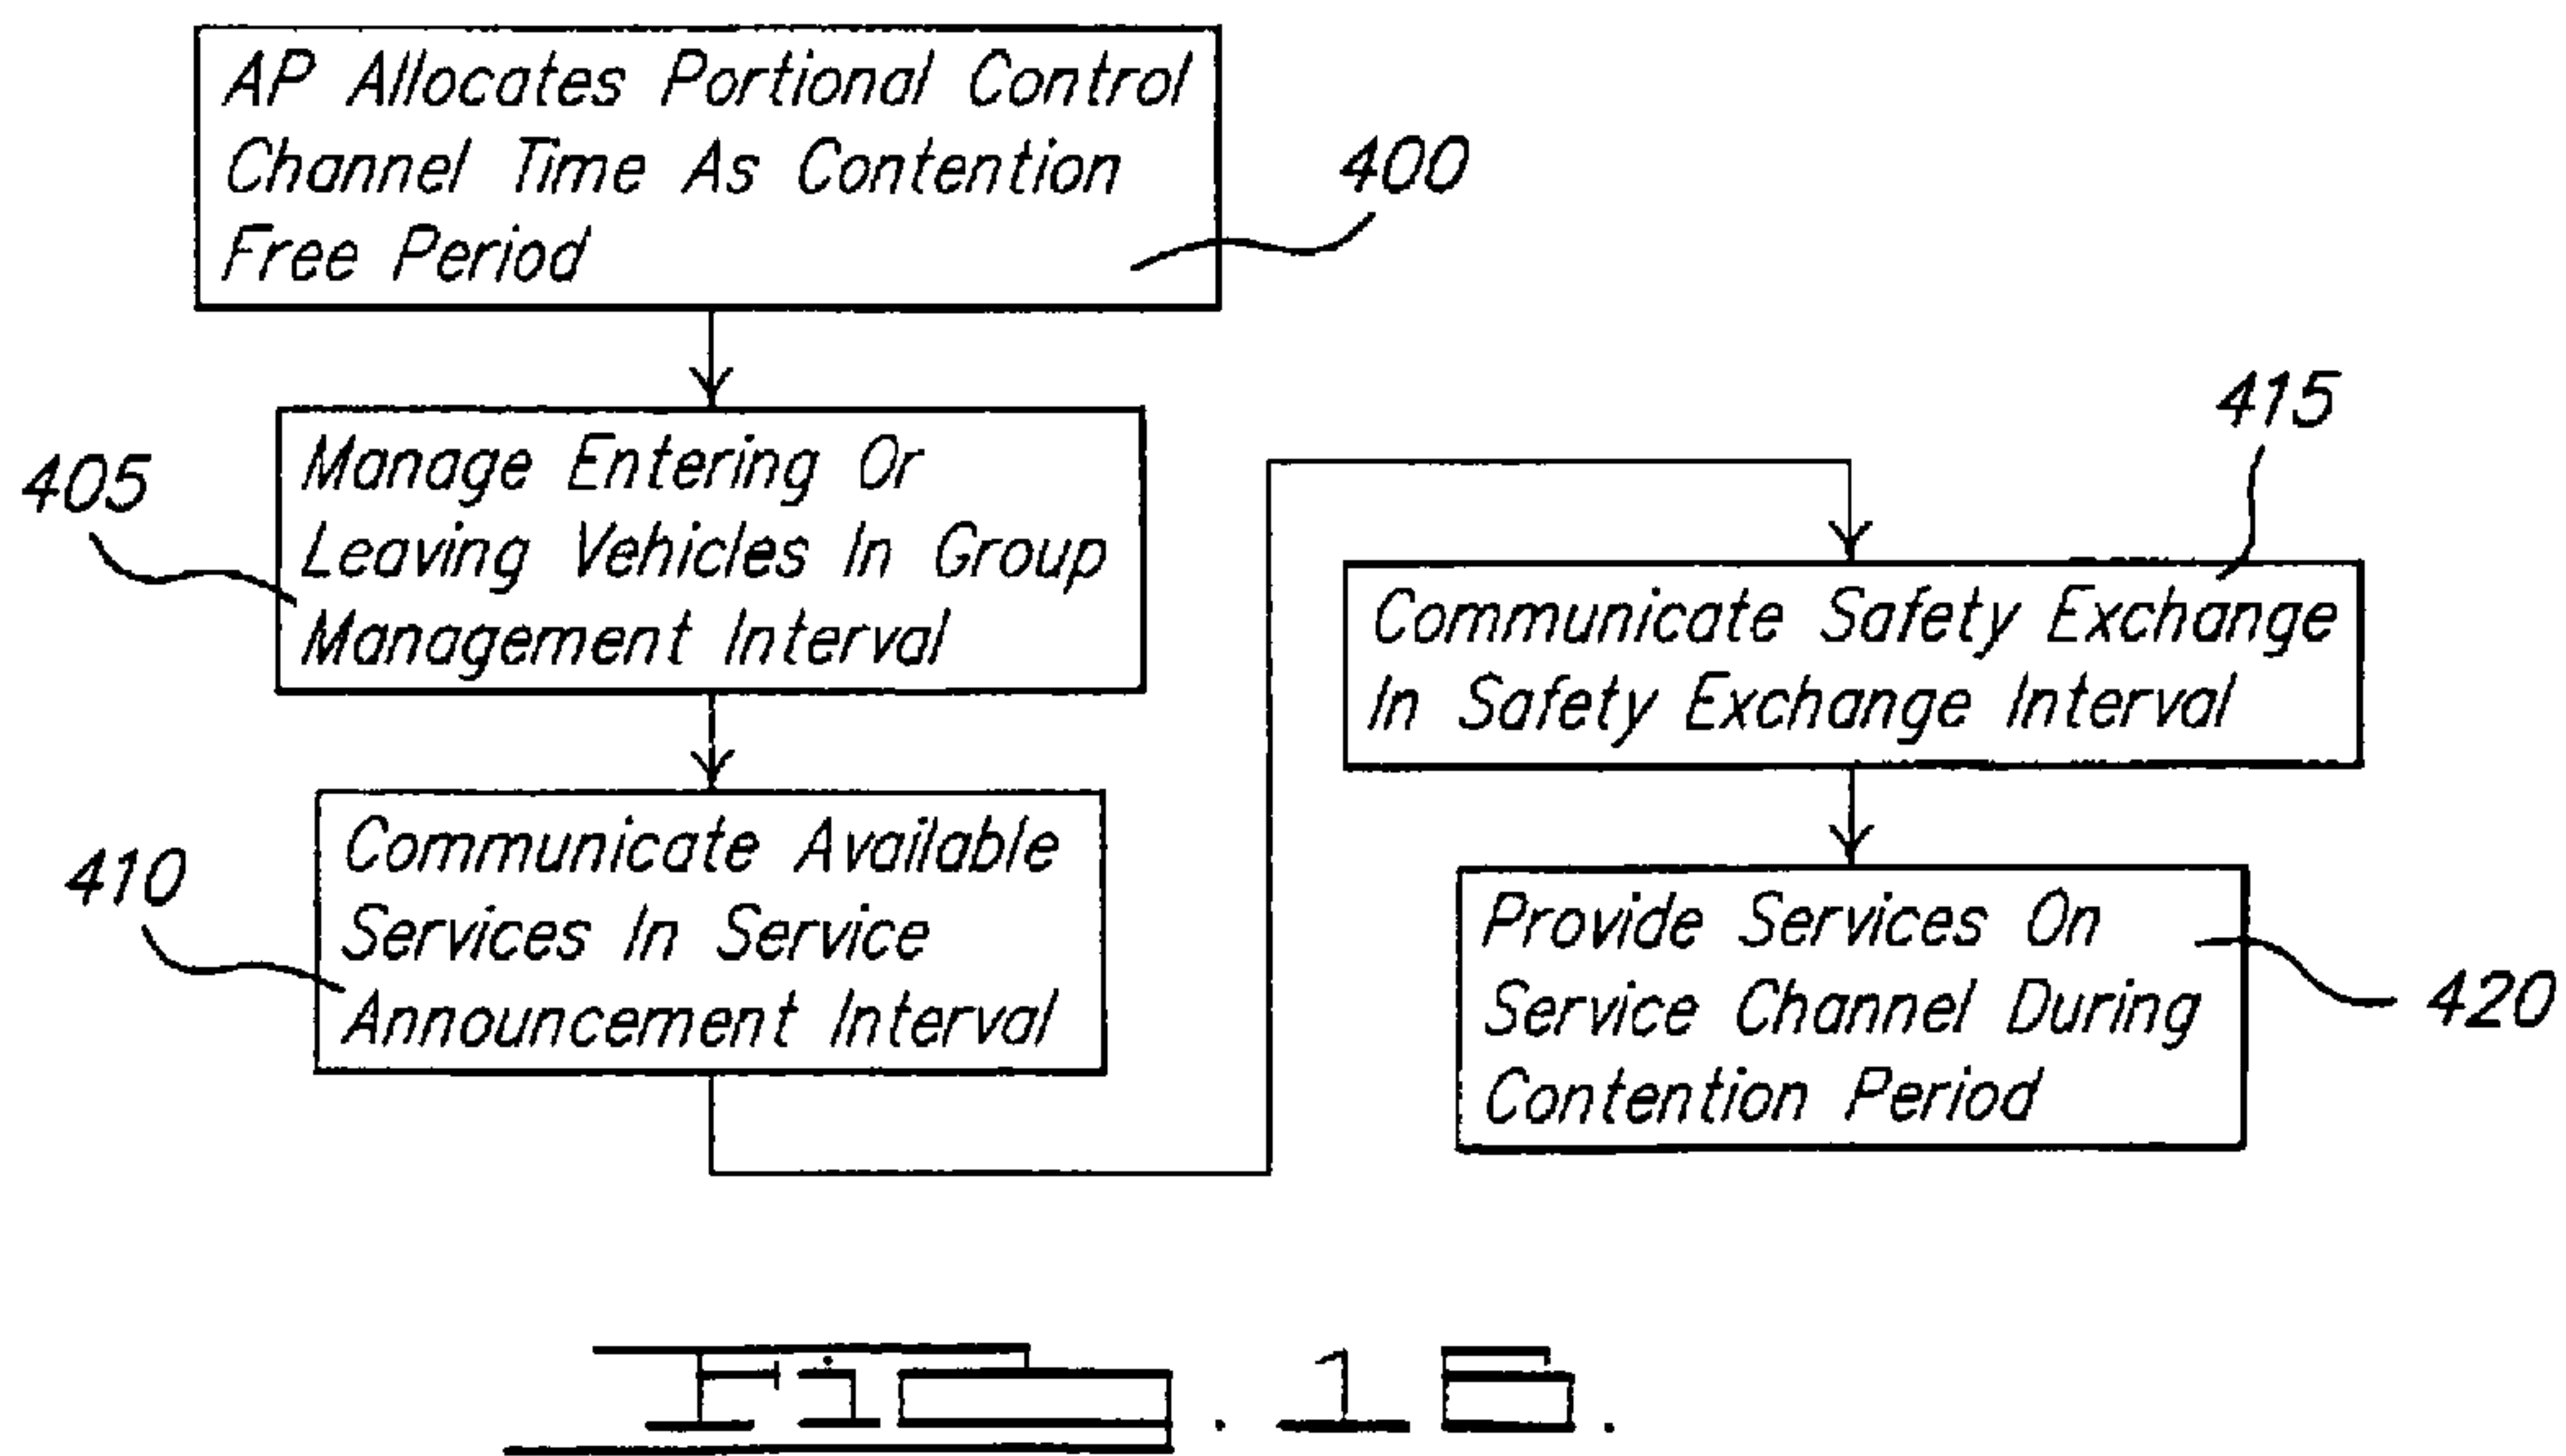 AP Allocates Portional Control
Channel Time As Contention
Free Period
400
Manage Entering Or
Leaving Vehicles In Group
Management Interval
405
Communicate Available
Services In Service
Announcement Interval
410
415
Communicate Safety Exchange
In Safety Exchange Interval
Provide Services On
Service Channel During
Contention Period
420
Fig.16.